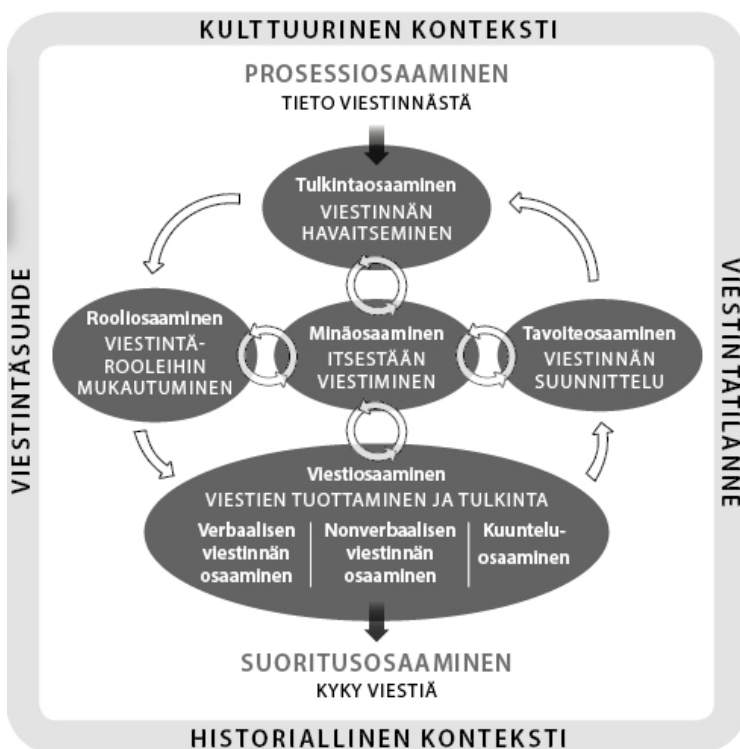 KULTTUURINEN KONTEKSTI
PROSESSIOSAAMINEN
TIETO VIESTINNÄSTÄ
Tulkintaosaaminen
VIESTINNÄN
HAVAITSEMINEN
VIESTINTÄSUHDE
Rooliosaaminen
VIESTINTÄ-
ROOLEIHIN
MUKAUTUMINEN
Minäosaaminen
ITSESTÄÄN
VIESTIMINEN
Tavoiteosaaminen
VIESTINNÄN
SUUNNITTELU
VIESTINTÄTILANNE
Viestiosaaminen
VIESTIEN TUOTTAMINEN JA TULKINTA
Verbaalisen
viestinnän
osaaminen
Nonverbaalisen
viestinnän
osaaminen
Kuuntelu-
osaaminen
SUORITUSOSAAMINEN
KYKY VIESTIÄ
HISTORIALLINEN KONTEKSTI